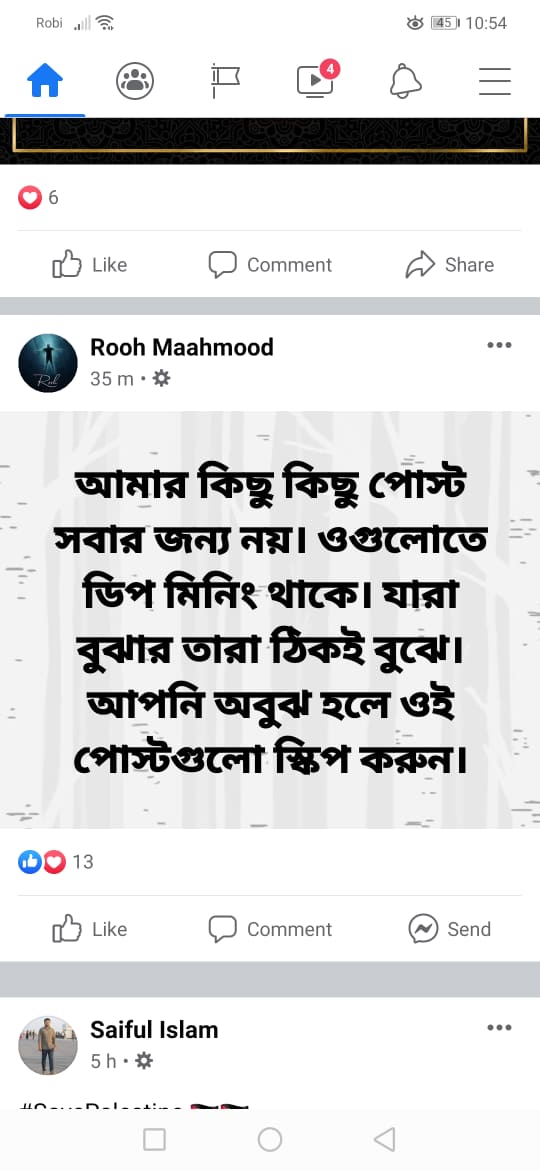 Robi 45 10:54
4
6
Like Comment Share
Rooh Maahmood
35 m •
আমার কিছু কিছু পোস্ট
সবার জন্য নয়। ওগুলোতে
ডিপ মিনিং থাকে। যারা
বুঝার তারা ঠিকই বুঝে।
আপনি অবুঝ হলে ওই
পোস্টগুলো স্কিপ করুন।
13
Like Comment Send
Saiful Islam
5 h •